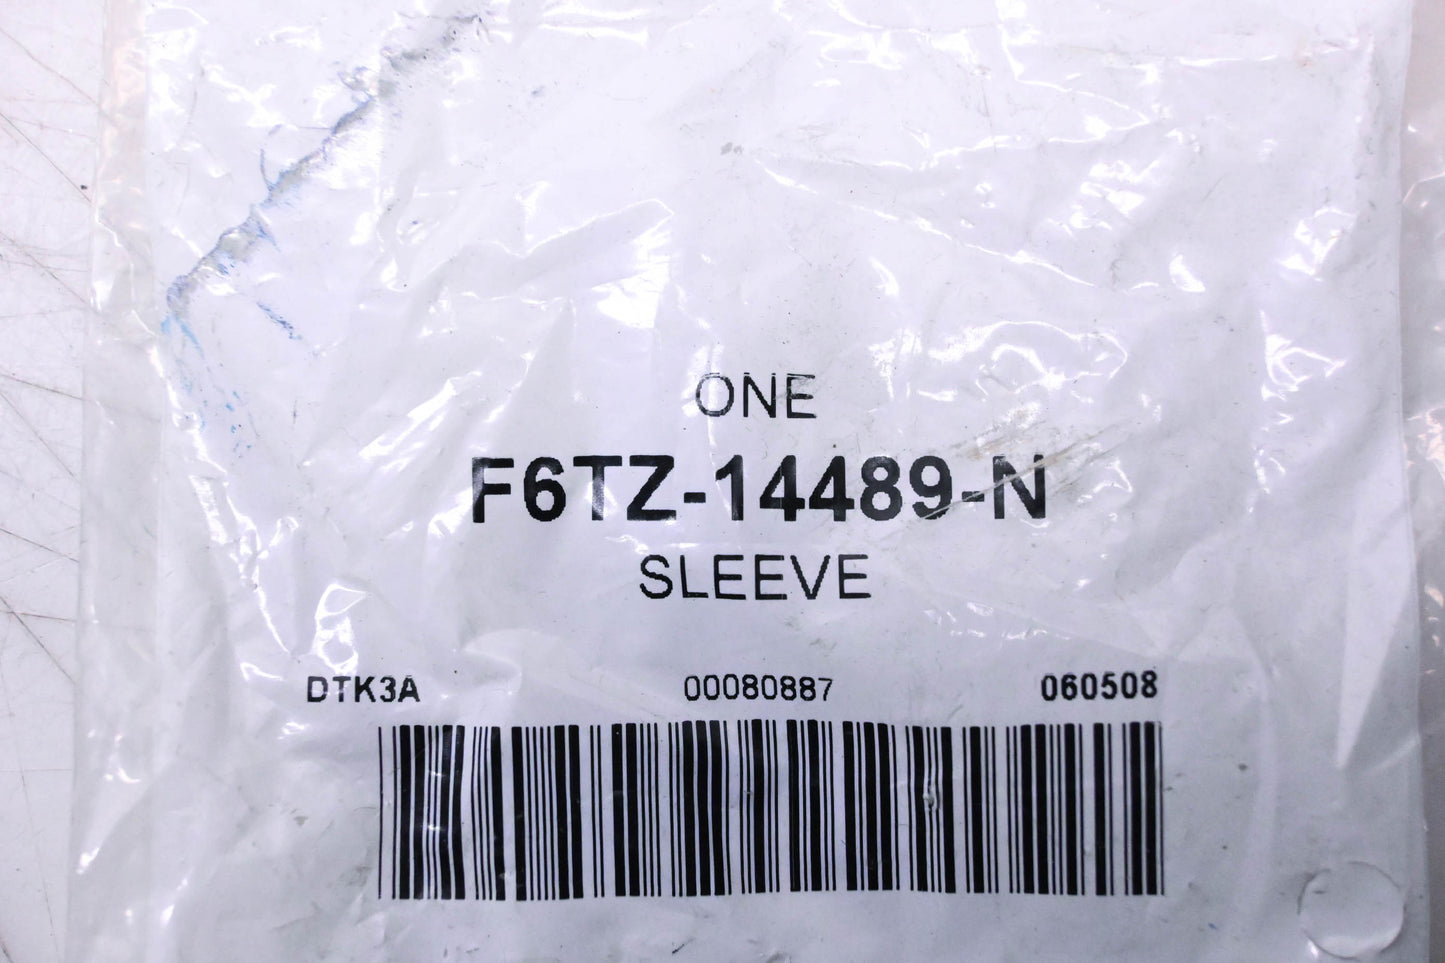 ONE
F6TZ-14489-N
SLEEVE
DTK3A 00080887 060508